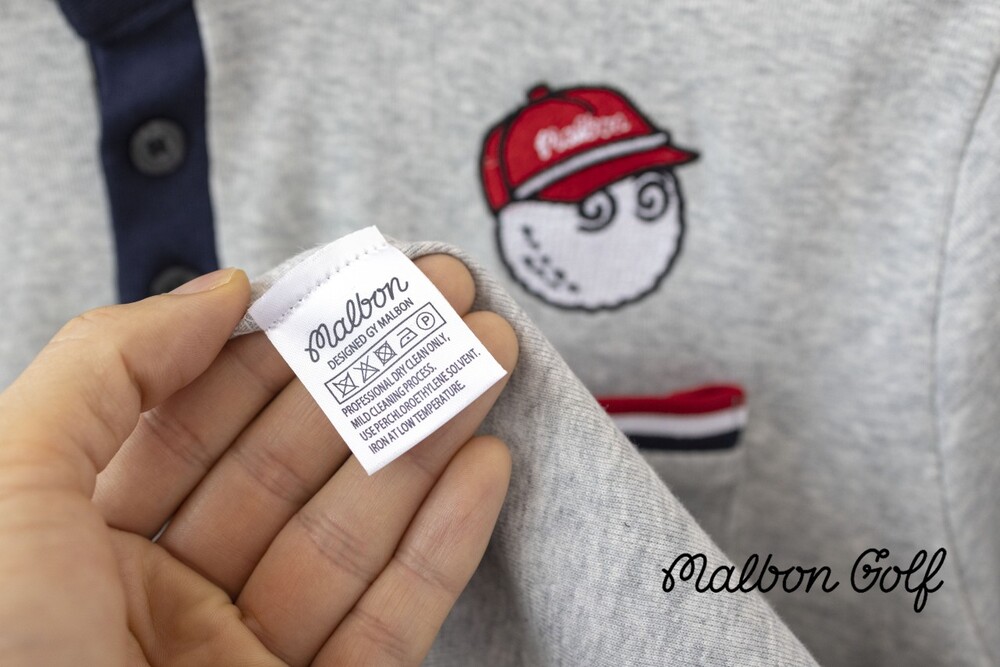 Malbon
Malbon
DESIGNED GY MALBON
P
PROFESSIONAL DRY CLEAN ONLY,
MILD CLEANING PROCESS.
USE PERCHLOROETHYLENE SOLVENT.
IRON AT LOW TEMPERATURE.
Malbon Golf